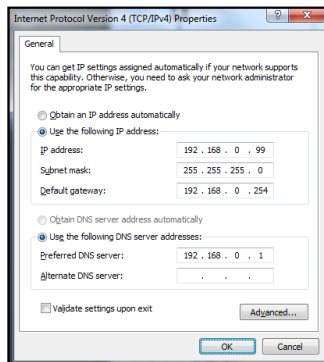 Internet Protocol Version 4 (TCP/IPv4) Properties
General
You can get IP settings assigned automatically if your network supports
this capability. Otherwise, you need to ask your network administrator
for the appropriate IP settings.
Obtain an IP address automatically
Use the following IP address:
IP address: 192 . 168 . 0 . 99
Subnet mask: 255 . 255 . 255 . 0
Default gateway: 192 . 168 . 0 . 254
Obtain DNS server address automatically
Use the following DNS server addresses:
Preferred DNS server: 192 . 168 . 0 . 1
Alternate DNS server: . . .
Validate settings upon exit
Advanced...
OK Cancel